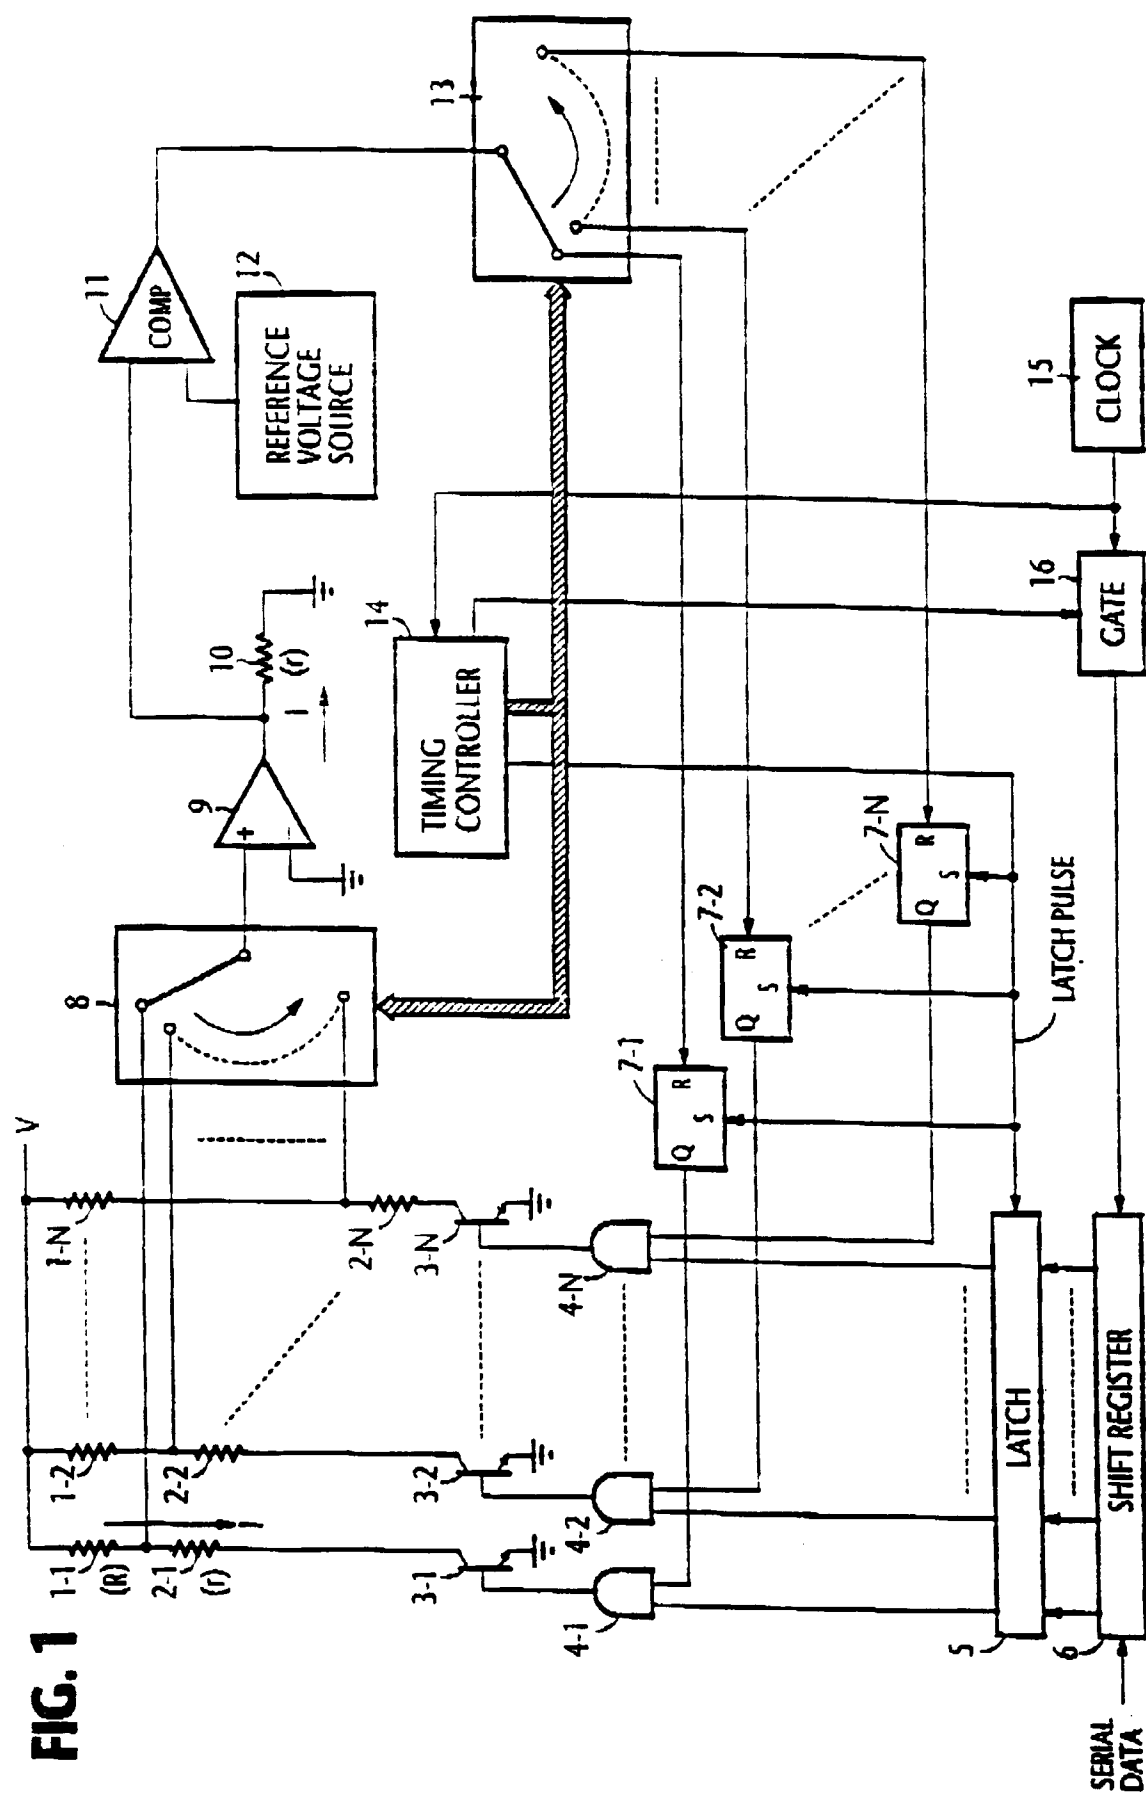 FIG. 1
V
1-1
(R)
1-2
1-N
2-1
(r)
2-2
2-N
3-1
3-2
3-N
4-1
4-2
4-N
5
LATCH
6
SHIFT REGISTER
SERIAL
DATA
7-1
Q
R
S
7-2
Q
R
S
7-N
Q
R
S
LATCH PULSE
8
9
+
10
(r)
I
11
COMP
12
REFERENCE
VOLTAGE
SOURCE
13
14
TIMING
CONTROLLER
15
CLOCK
16
GATE